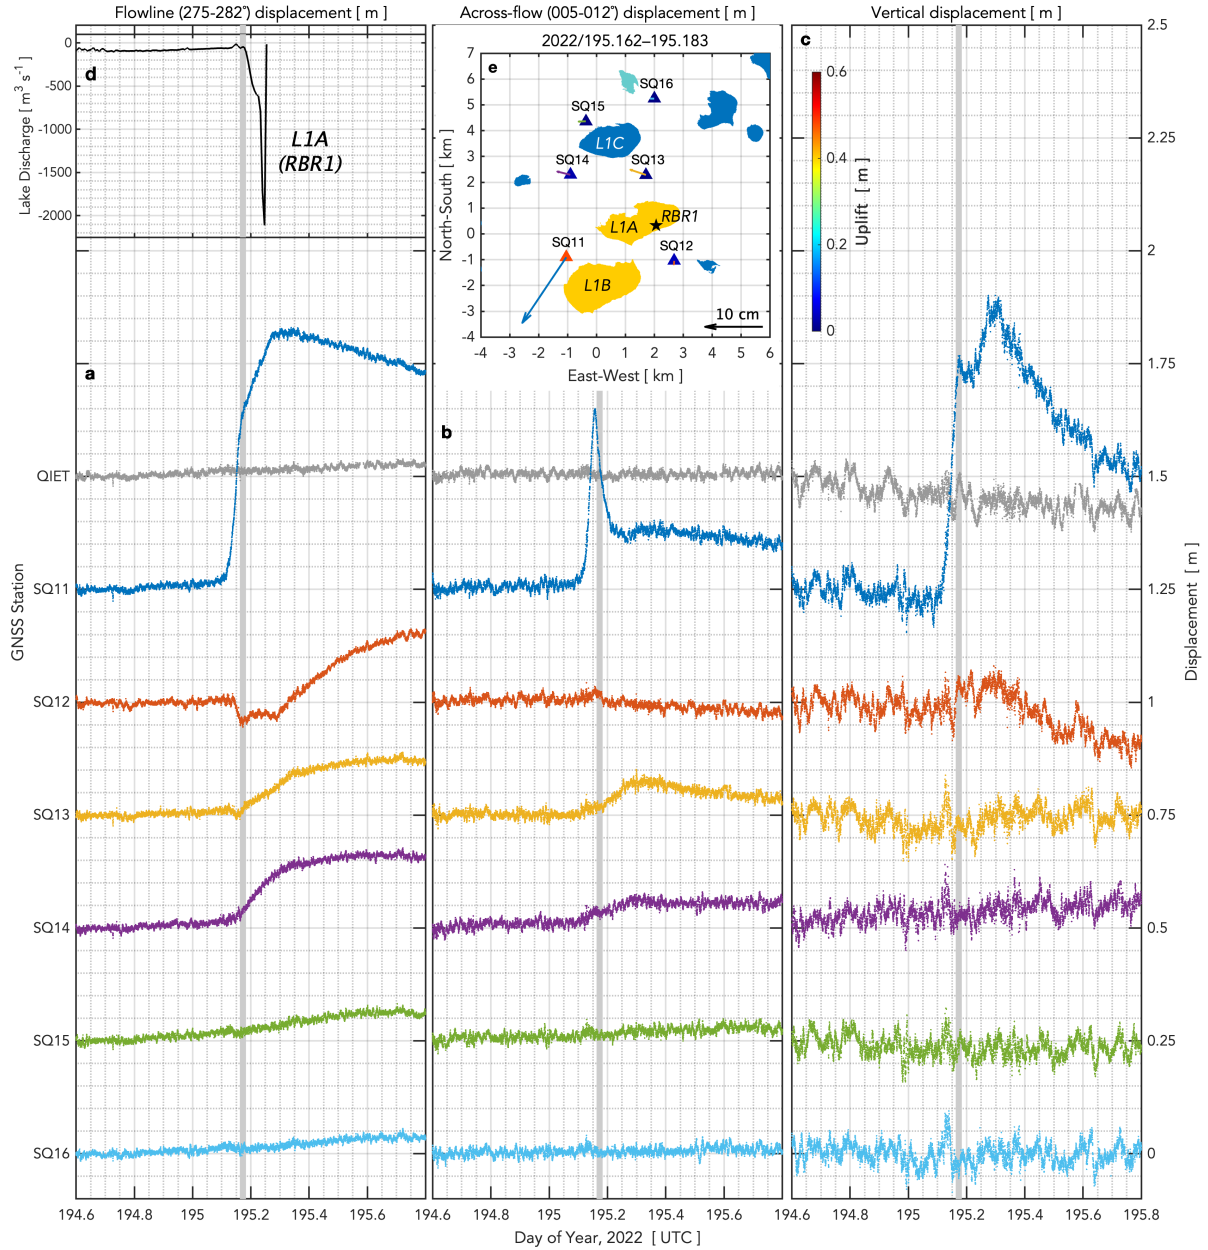 Flowline (275-282°) displacement [ m ]
Across-flow (005-012°) displacement [ m ]
Vertical displacement [ m ]
d
0
-500
-1000
-1500
-2000
Lake Discharge [ m³ s⁻¹ ]
L1A
(RBR1)
2022/195.162–195.183
e
7
6
5
4
3
2
1
0
-1
-2
-3
-4
North-South [ km ]
SQ16
SQ15
L1C
SQ14
SQ13
RBR1
L1A
SQ11
SQ12
L1B
10 cm
-4 -3 -2 -1 0 1 2 3 4 5 6
East-West [ km ]
c
0.6
0.4
0.2
0
Uplift [ m ]
2.5
2.25
2
1.75
1.5
1.25
1
0.75
0.5
0.25
0
Displacement [ m ]
a
b
QIET
SQ11
SQ12
SQ13
SQ14
SQ15
SQ16
GNSS Station
194.6 194.8 195 195.2 195.4 195.6 194.6 194.8 195 195.2 195.4 195.6 194.6 194.8 195 195.2 195.4 195.6 195.8
Day of Year, 2022 [ UTC ]